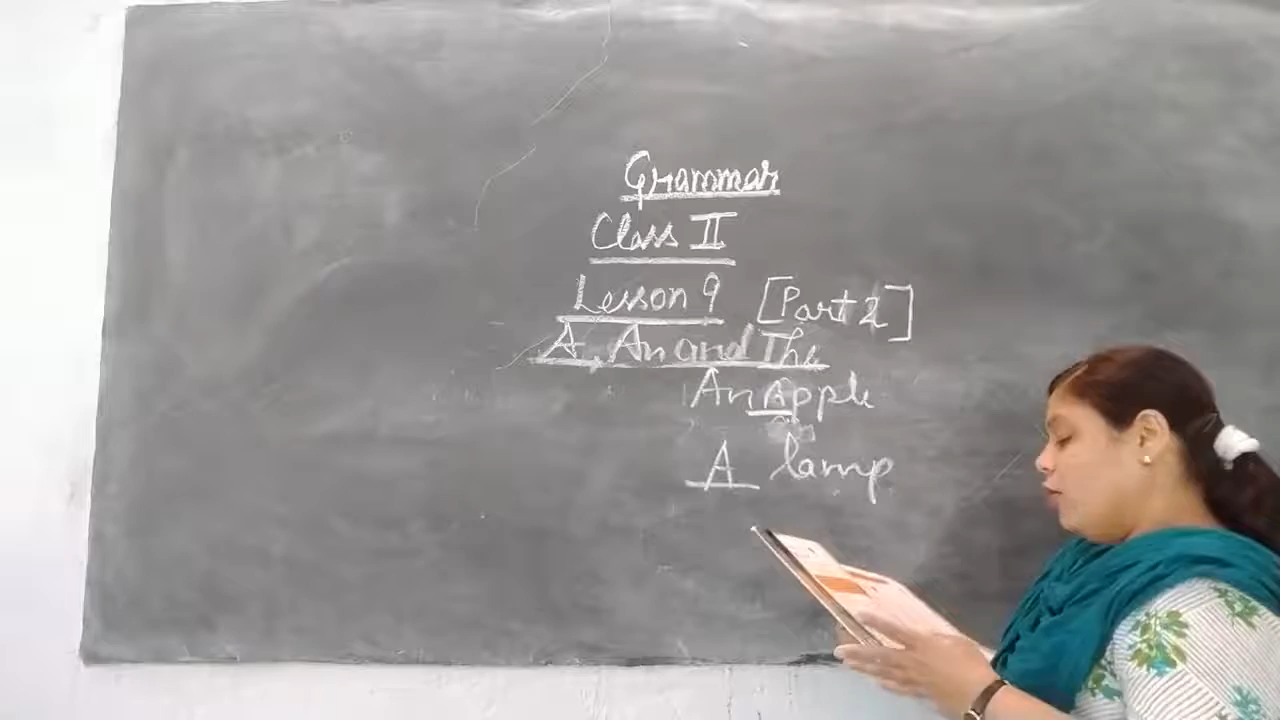 Grammar
Class II
Lesson 9 [Part 2]
A, An and The
An Apple
A lamp